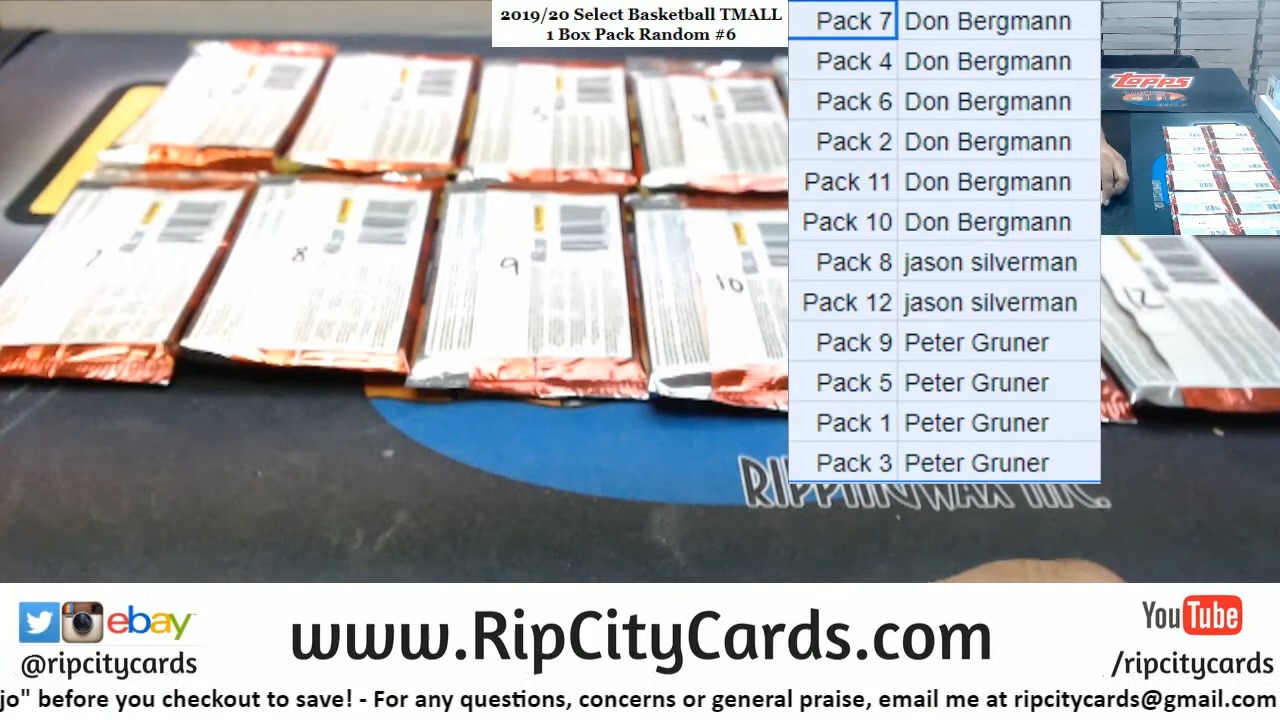 2019/20 Select Basketball TMALL
1 Box Pack Random #6
Pack 7 Don Bergmann
Pack 4 Don Bergmann
Pack 6 Don Bergmann
Pack 2 Don Bergmann
Pack 11 Don Bergmann
Pack 10 Don Bergmann
Pack 8 jason silverman
Pack 12 jason silverman
Pack 9 Peter Gruner
Pack 5 Peter Gruner
Pack 1 Peter Gruner
Pack 3 Peter Gruner
TOPPS
7
8
9
10
12
RIPPININWAX INC.
ebay
@ripcitycards
www.RipCityCards.com
YouTube
/ripcitycards
jo" before you checkout to save! - For any questions, concerns or general praise, email me at ripcitycards@gmail.com